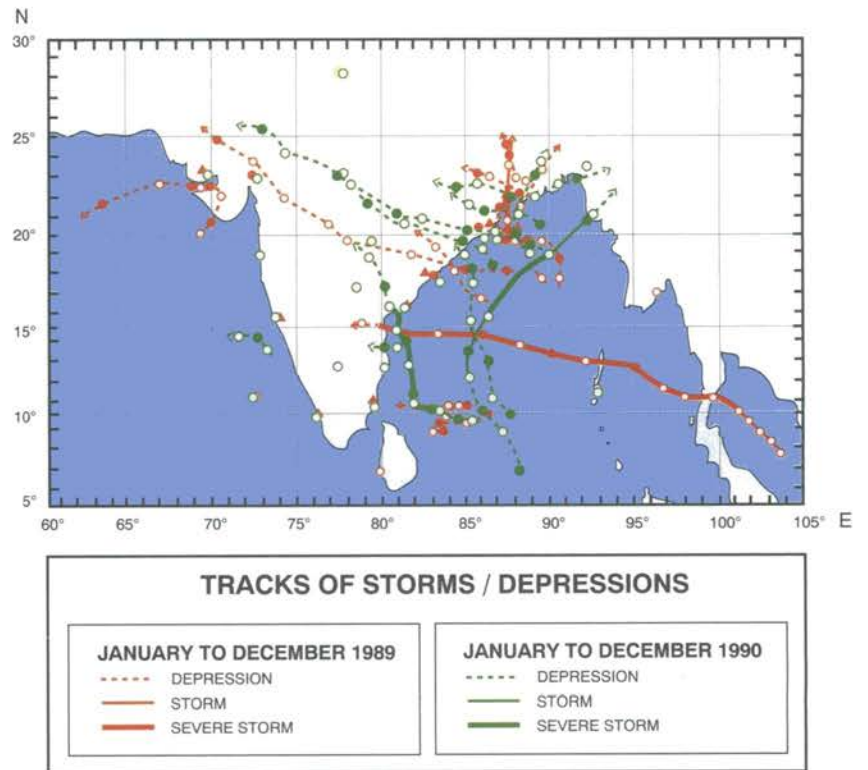 N
30°
25°
20°
15°
10°
5°
60° 65° 70° 75° 80° 85° 90° 95° 100° 105° E
TRACKS OF STORMS / DEPRESSIONS
JANUARY TO DECEMBER 1989
DEPRESSION
STORM
SEVERE STORM
JANUARY TO DECEMBER 1990
DEPRESSION
STORM
SEVERE STORM